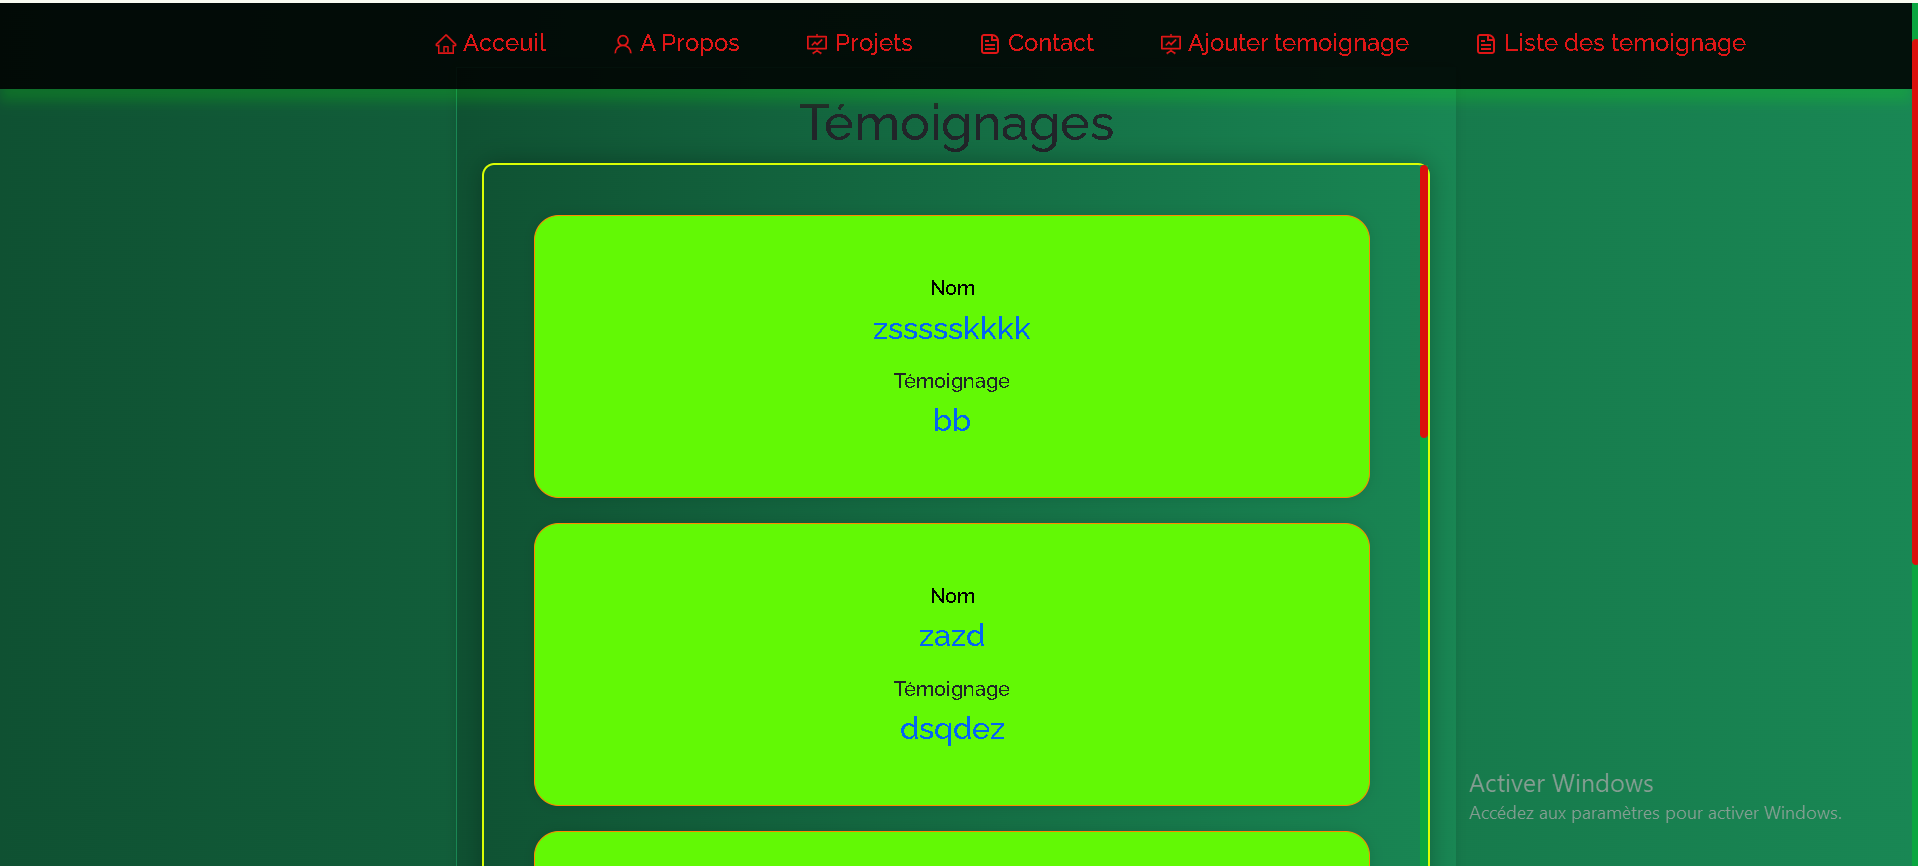 Acceuil A Propos Projets Contact Ajouter temoignage Liste des temoignage
Témoignages
Nom
zsssssskkkk
Témoignage
bb
Nom
zazd
Témoignage
dsqdez
Activer Windows
Accédez aux paramètres pour activer Windows.